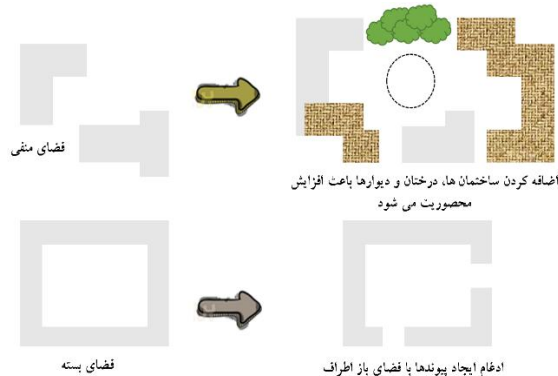 فضای منفی
اضافه کردن ساختمان ها، درختان و دیوارها باعث افزایش
محصوریت می شود
فضای بسته
ادغام ایجاد پیوندها با فضای باز اطراف